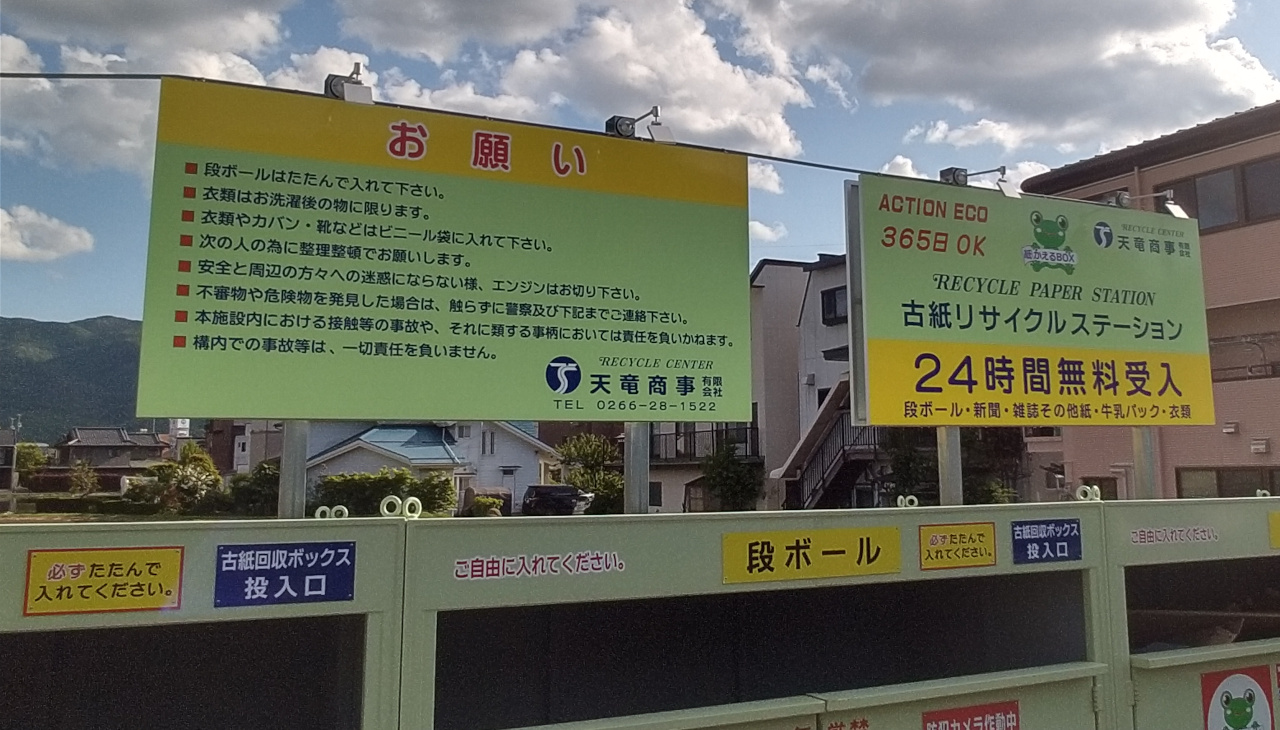 お願い
■ 段ボールはたたんで入れて下さい。
■ 衣類はお洗濯後の物に限ります。
■ 衣類やカバン・靴などはビニール袋に入れて下さい。
■ 次の人の為に整理整頓でお願いします。
■ 安全と周辺の方々への迷惑にならない様、エンジンはお切り下さい。
■ 不審物や危険物を発見した場合は、触らずに警察及び下記までご連絡下さい。
■ 本施設内における接触等の事故や、それに類する事柄においては責任を負いかねます。
■ 構内での事故等は、一切責任を負いません。
RECYCLE CENTER
天竜商事 有限会社
TEL 0266-28-1522
ACTION ECO
365日 OK
紙かえるBOX
RECYCLE CENTER
天竜商事 有限会社
RECYCLE PAPER STATION
古紙リサイクルステーション
24時間無料受入
段ボール・新聞・雑誌その他紙・牛乳パック・衣類
必ずたたんで
入れてください。
古紙回収ボックス
投入口
ご自由に入れてください。
段ボール
必ずたたんで
入れてください。
古紙回収ボックス
投入口
ご自由に入れてください。
防犯カメラ作動中